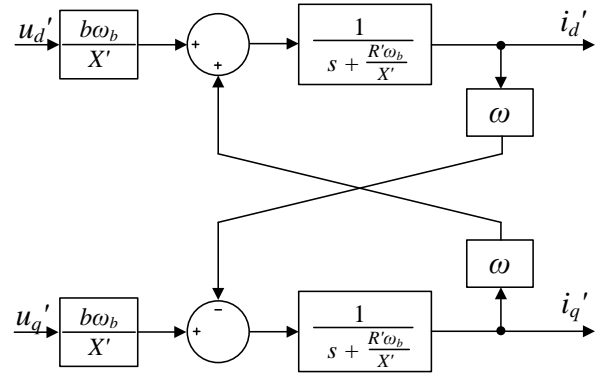 u_d' bω_b/X' + + 1/(s + R'ω_b/X') i_d'
ω
ω
u_q' bω_b/X' + - 1/(s + R'ω_b/X') i_q'